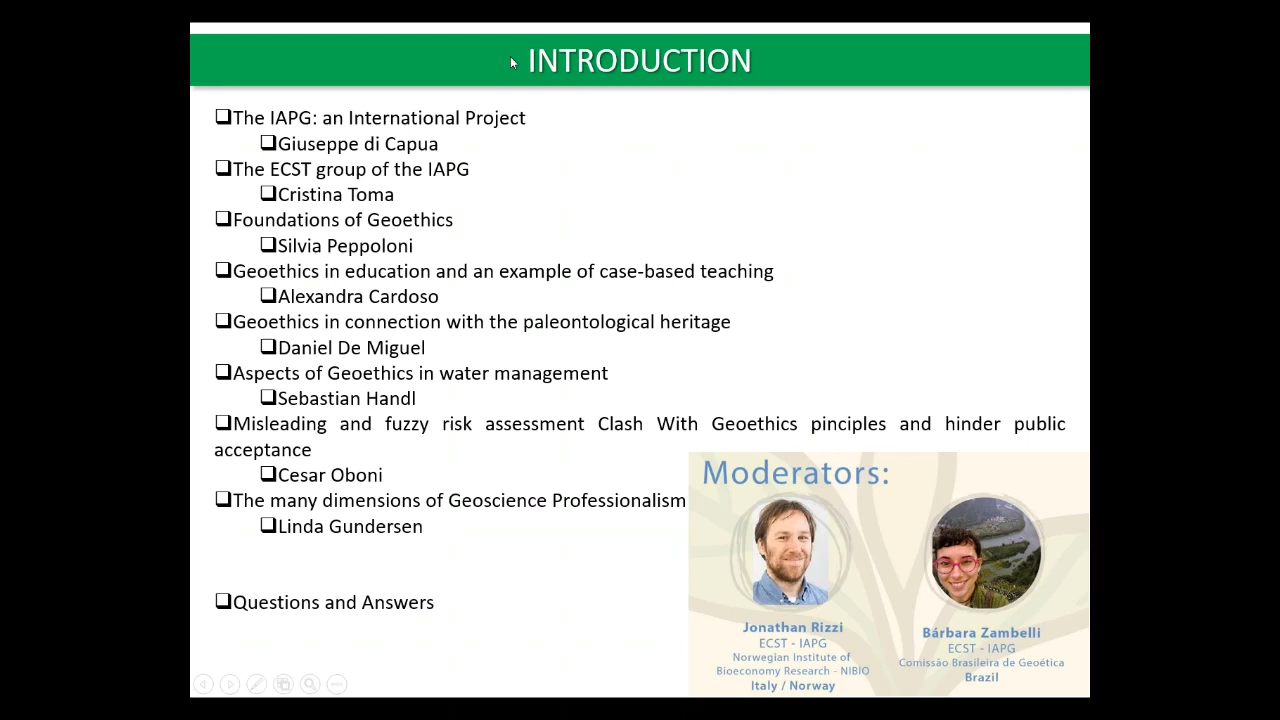 INTRODUCTION
❑The IAPG: an International Project
❑Giuseppe di Capua
❑The ECST group of the IAPG
❑Cristina Toma
❑Foundations of Geoethics
❑Silvia Peppoloni
❑Geoethics in education and an example of case-based teaching
❑Alexandra Cardoso
❑Geoethics in connection with the paleontological heritage
❑Daniel De Miguel
❑Aspects of Geoethics in water management
❑Sebastian Handl
❑Misleading and fuzzy risk assessment Clash With Geoethics pinciples and hinder public
acceptance
❑Cesar Oboni
❑The many dimensions of Geoscience Professionalism
❑Linda Gundersen
❑Questions and Answers
Moderators:
Jonathan Rizzi
ECST - IAPG
Norwegian Institute of
Bioeconomy Research - NIBIO
Italy / Norway
Bárbara Zambelli
ECST - IAPG
Comissão Brasileira de Geoética
Brazil